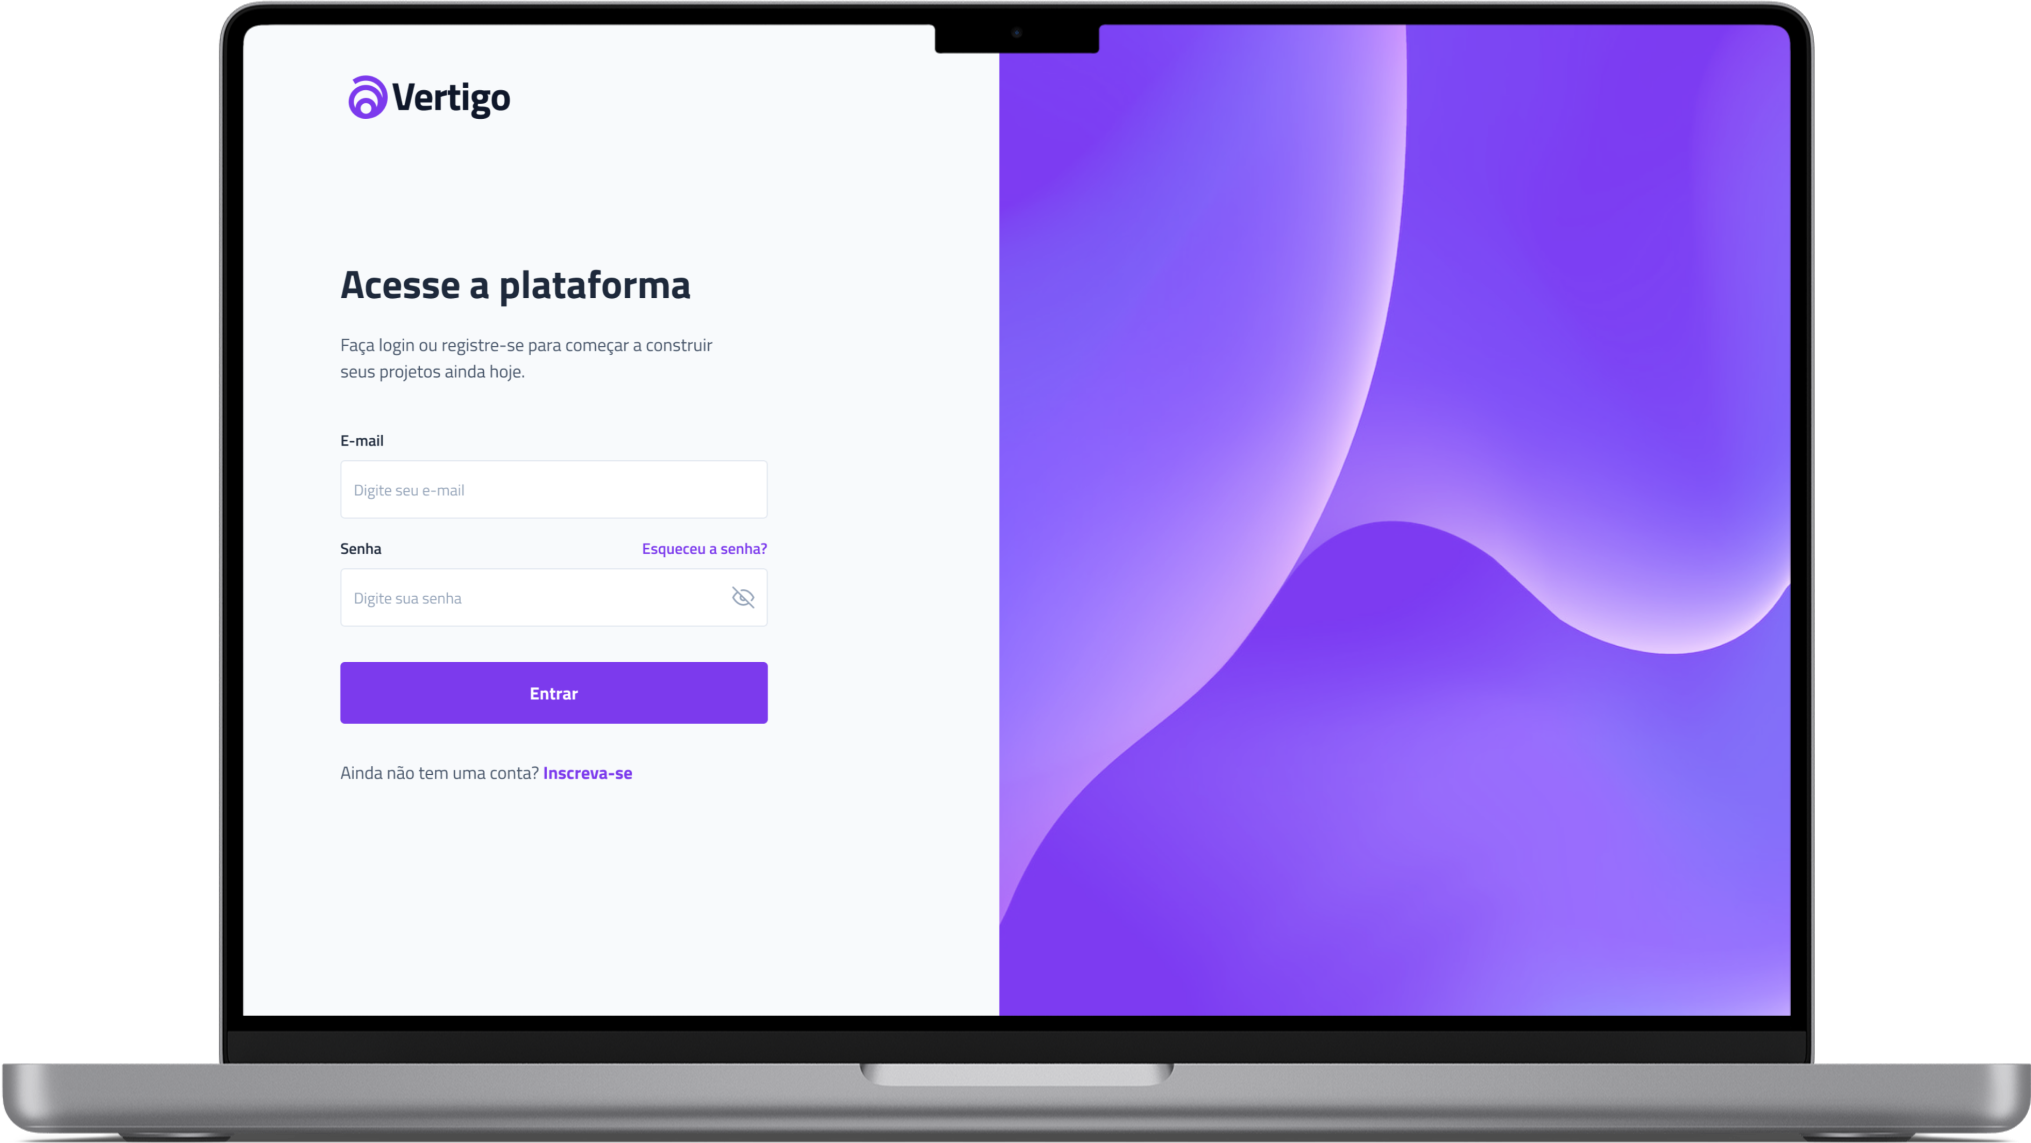 Vertigo
Acesse a plataforma
Faça login ou registre-se para começar a construir
seus projetos ainda hoje.
E-mail
Digite seu e-mail
Senha
Esqueceu a senha?
Digite sua senha
Entrar
Ainda não tem uma conta? Inscreva-se